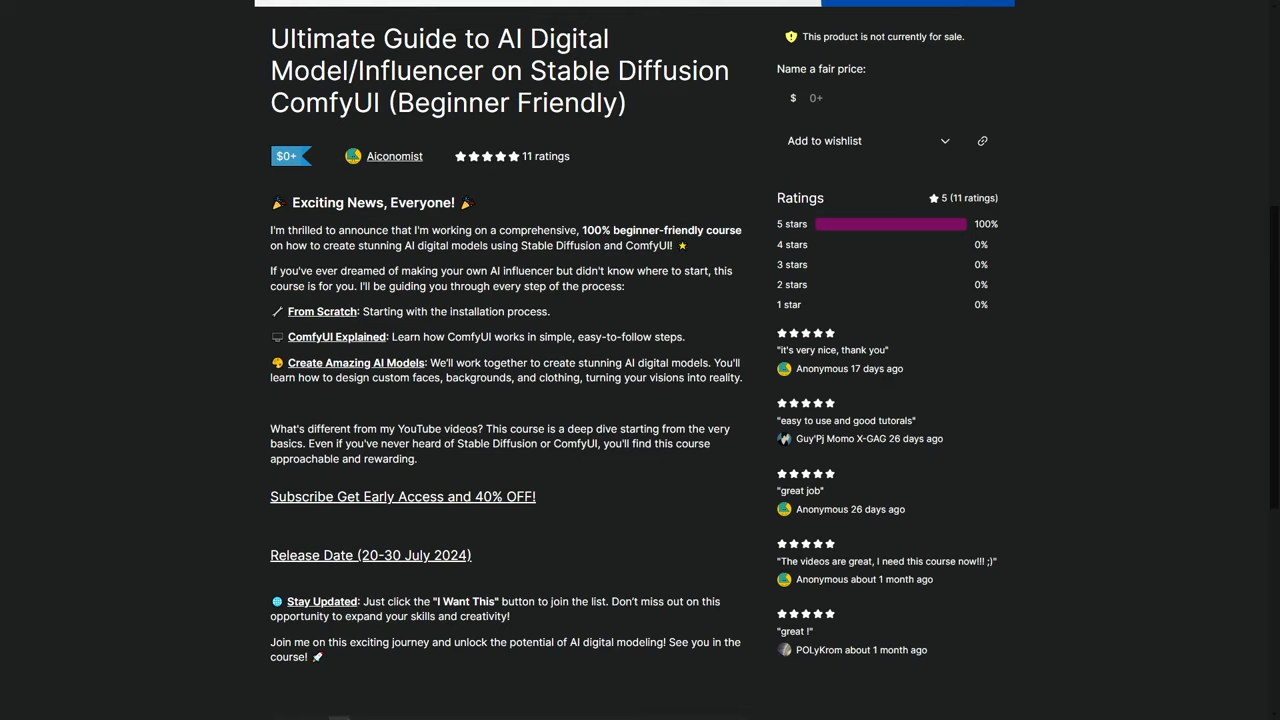 Ultimate Guide to AI Digital
Model/Influencer on Stable Diffusion
ComfyUI (Beginner Friendly)
$0+
Aiconomist
11 ratings
Exciting News, Everyone!
I'm thrilled to announce that I'm working on a comprehensive, 100% beginner-friendly course
on how to create stunning AI digital models using Stable Diffusion and ComfyUI!
If you've ever dreamed of making your own AI influencer but didn't know where to start, this
course is for you. I'll be guiding you through every step of the process:
From Scratch: Starting with the installation process.
ComfyUI Explained: Learn how ComfyUI works in simple, easy-to-follow steps.
Create Amazing AI Models: We'll work together to create stunning AI digital models. You'll
learn how to design custom faces, backgrounds, and clothing, turning your visions into reality.
What's different from my YouTube videos? This course is a deep dive starting from the very
basics. Even if you've never heard of Stable Diffusion or ComfyUI, you'll find this course
approachable and rewarding.
Subscribe Get Early Access and 40% OFF!
Release Date (20-30 July 2024)
Stay Updated: Just click the "I Want This" button to join the list. Don't miss out on this
opportunity to expand your skills and creativity!
Join me on this exciting journey and unlock the potential of AI digital modeling! See you in the
course!
This product is not currently for sale.
Name a fair price:
$ 0+
Add to wishlist
Ratings
5 (11 ratings)
5 stars 100%
4 stars 0%
3 stars 0%
2 stars 0%
1 star 0%
"it's very nice, thank you"
Anonymous 17 days ago
"easy to use and good tutorals"
Guy'Pj Momo X-GAG 26 days ago
"great job"
Anonymous 26 days ago
"The videos are great, I need this course now!!! ;)"
Anonymous about 1 month ago
"great !"
POLyKrom about 1 month ago